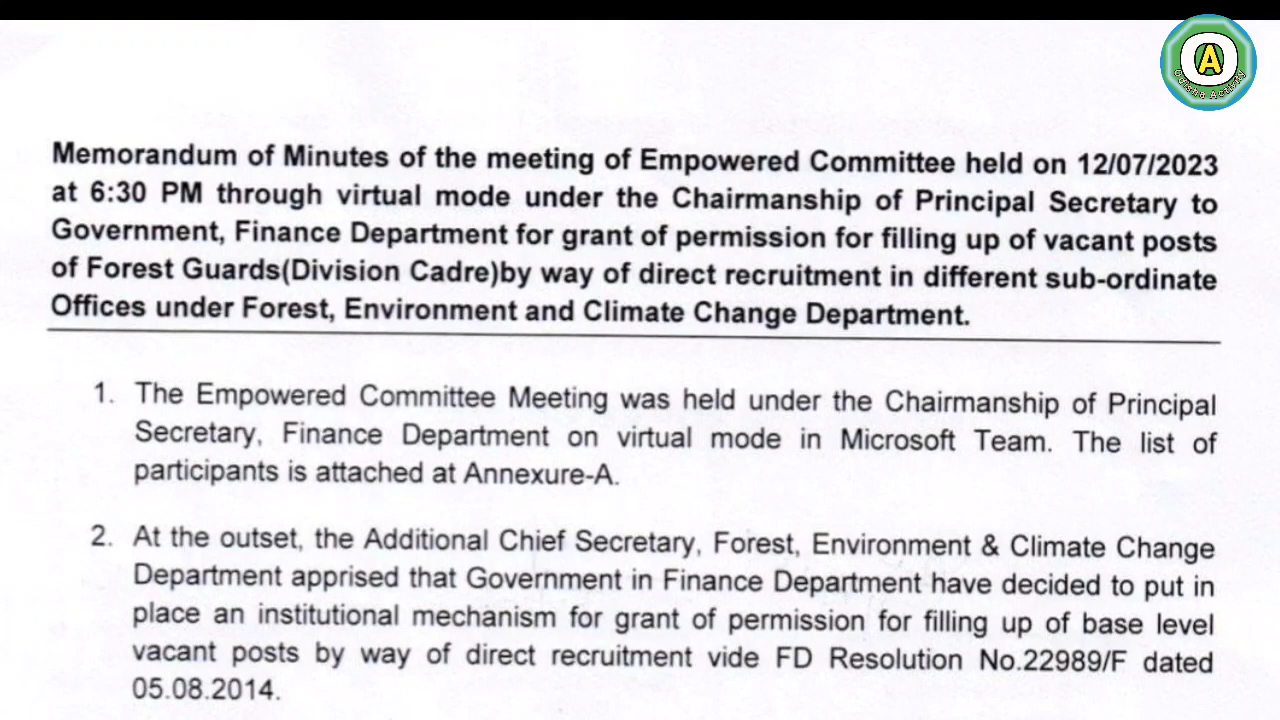 A
Odisha Activity
Memorandum of Minutes of the meeting of Empowered Committee held on 12/07/2023
at 6:30 PM through virtual mode under the Chairmanship of Principal Secretary to
Government, Finance Department for grant of permission for filling up of vacant posts
of Forest Guards(Division Cadre)by way of direct recruitment in different sub-ordinate
Offices under Forest, Environment and Climate Change Department.
1. The Empowered Committee Meeting was held under the Chairmanship of Principal
Secretary, Finance Department on virtual mode in Microsoft Team. The list of
participants is attached at Annexure-A.
2. At the outset, the Additional Chief Secretary, Forest, Environment & Climate Change
Department apprised that Government in Finance Department have decided to put in
place an institutional mechanism for grant of permission for filling up of base level
vacant posts by way of direct recruitment vide FD Resolution No.22989/F dated
05.08.2014.